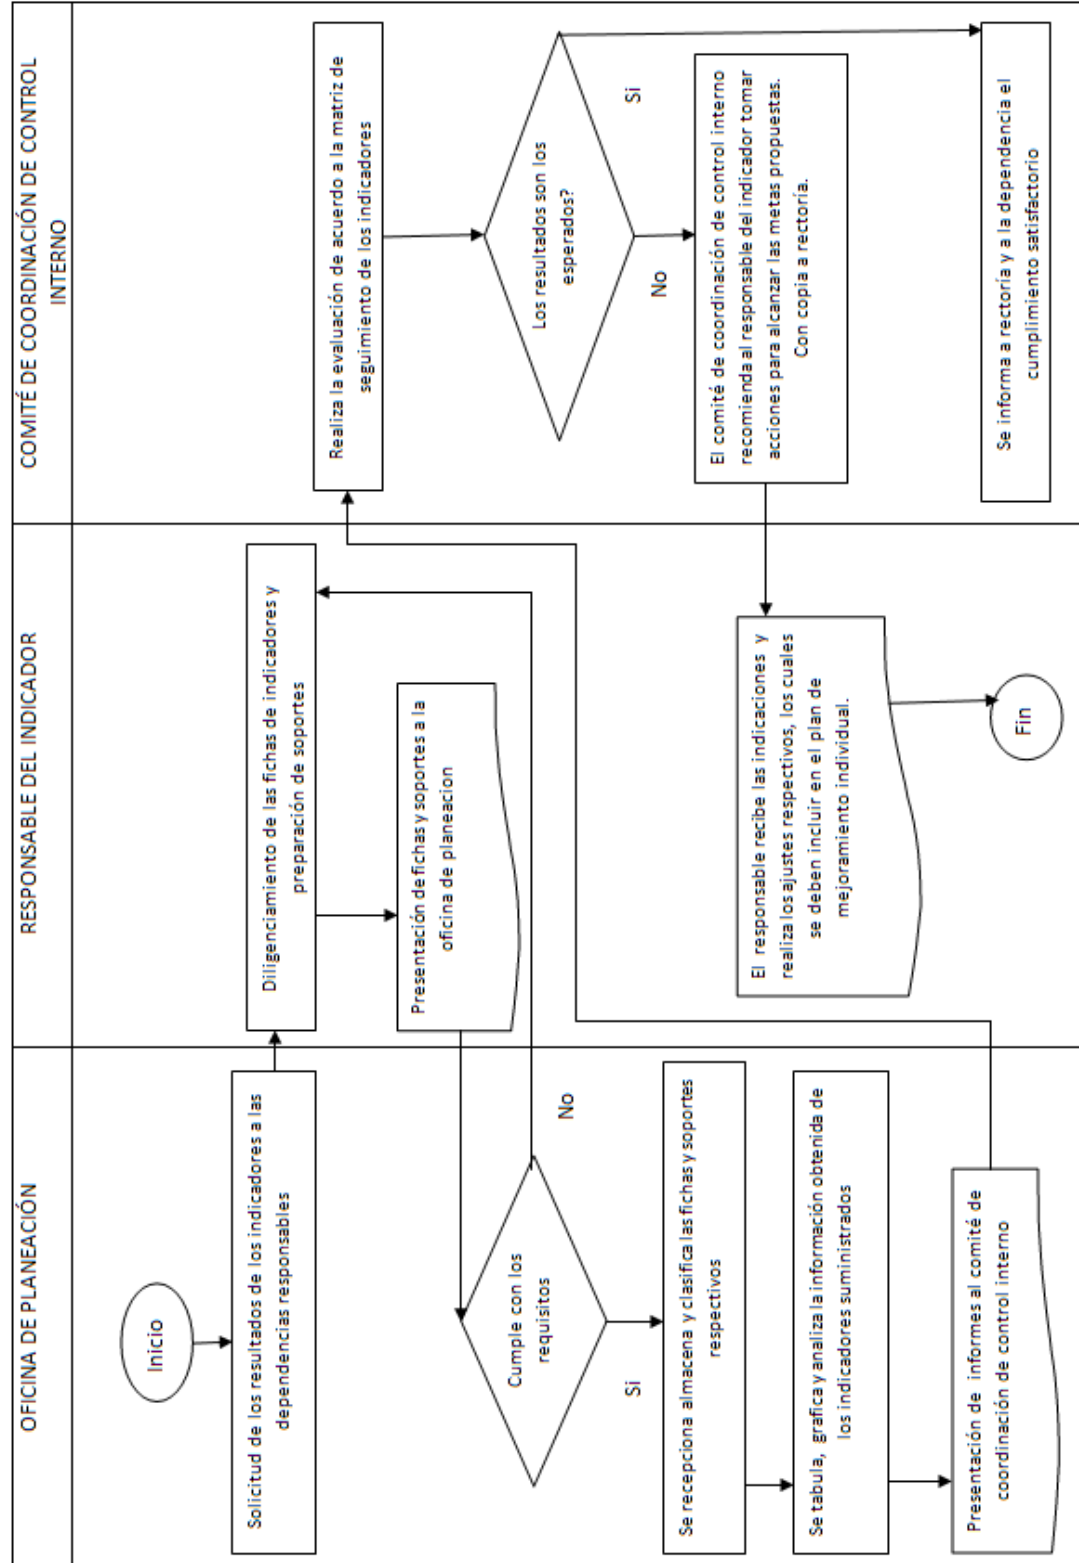 OFICINA DE PLANEACIÓN
RESPONSABLE DEL INDICADOR
COMITÉ DE COORDINACIÓN DE CONTROL
INTERNO
Inicio
Solicitud de los resultados de los indicadores a las
dependencias responsables
Diligenciamiento de las fichas de indicadores y
preparación de soportes
Presentación de fichas y soportes a la
oficina de planeacion
Cumple con los
requisitos
No
Si
Se recepciona almacena y clasifica las fichas y soportes
respectivos
Se tabula, grafica y analiza la información obtenida de
los indicadores suministrados
Presentación de informes al comité de
coordinación de control interno
Realiza la evaluación de acuerdo a la matriz de
seguimiento de los indicadores
Los resultados son los
esperados?
Si
No
El comité de coordinación de control interno
recomienda al responsable del indicador tomar
acciones para alcanzar las metas propuestas.
Con copia a rectoría.
El responsable recibe las indicaciones y
realiza los ajustes respectivos, los cuales
se deben incluir en el plan de
mejoramiento individual.
Fin
Se informa a rectoría y a la dependencia el
cumplimiento satisfactorio